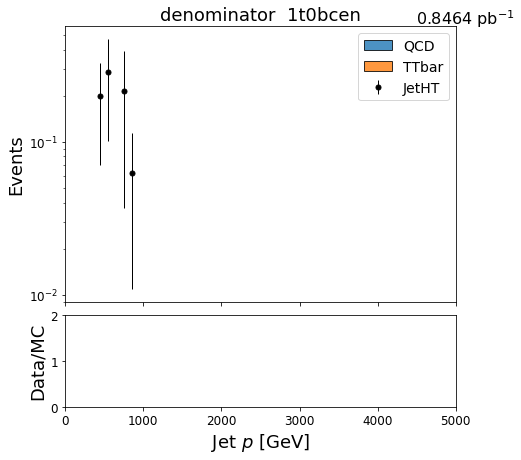 denominator  1t0bcen
0.8464 pb⁻¹
QCD
TTbar
JetHT
Events
10⁻¹
10⁻²
Data/MC
2
1
0
0 1000 2000 3000 4000 5000
Jet p [GeV]